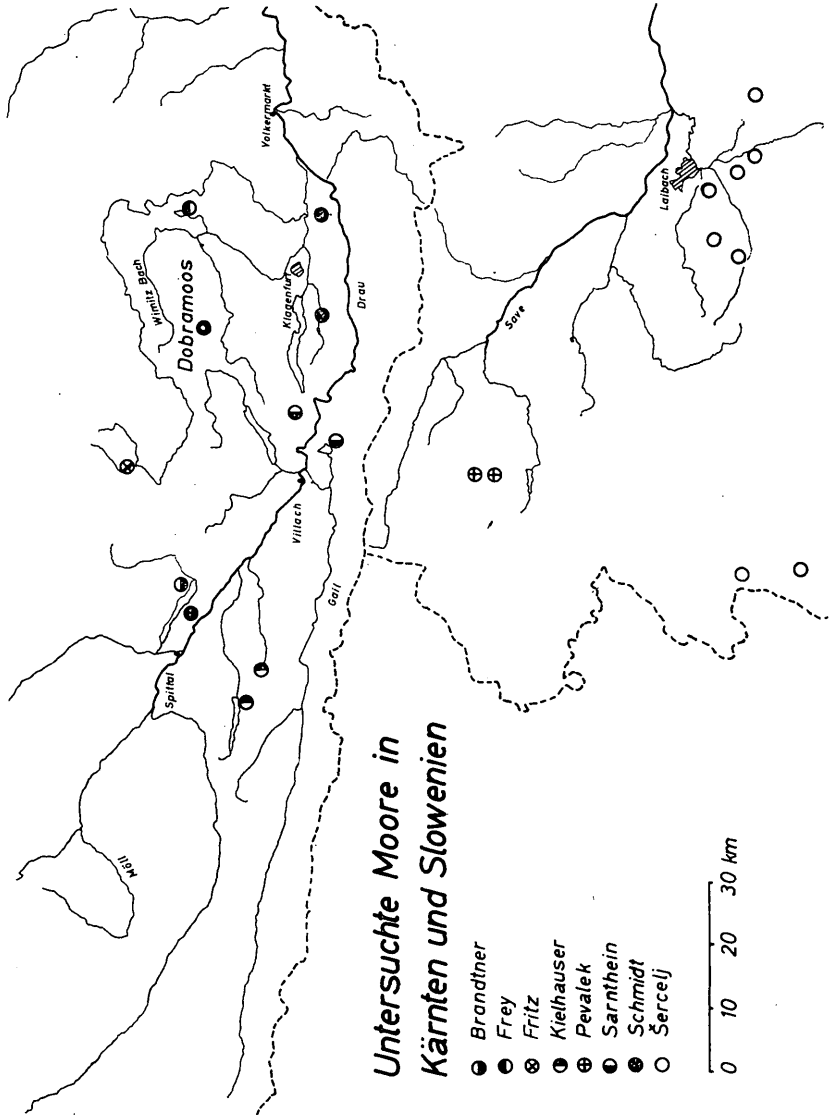 Untersuchte Moore in
Kärnten und Slowenien
Brandtner
Frey
Fritz
Kielhauser
Pevalek
Sarnthein
Schmidt
Šercelj
0 10 20 30 km
Möll
Spittal
Villach
Gail
Dobramoos
Wimitz Bach
Klagenfurt
Völkermarkt
Drau
Save
Laibach